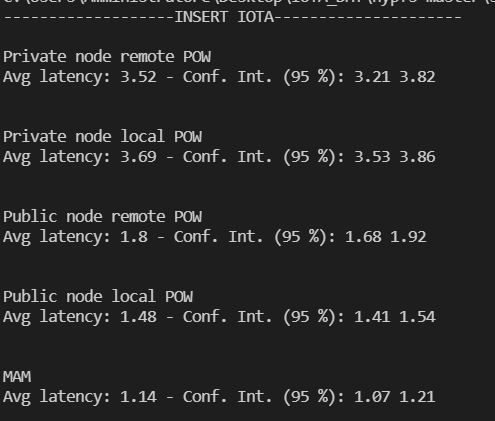 -------------------INSERT IOTA---------------------
Private node remote POW
Avg latency: 3.52 - Conf. Int. (95 %): 3.21 3.82
Private node local POW
Avg latency: 3.69 - Conf. Int. (95 %): 3.53 3.86
Public node remote POW
Avg latency: 1.8 - Conf. Int. (95 %): 1.68 1.92
Public node local POW
Avg latency: 1.48 - Conf. Int. (95 %): 1.41 1.54
MAM
Avg latency: 1.14 - Conf. Int. (95 %): 1.07 1.21